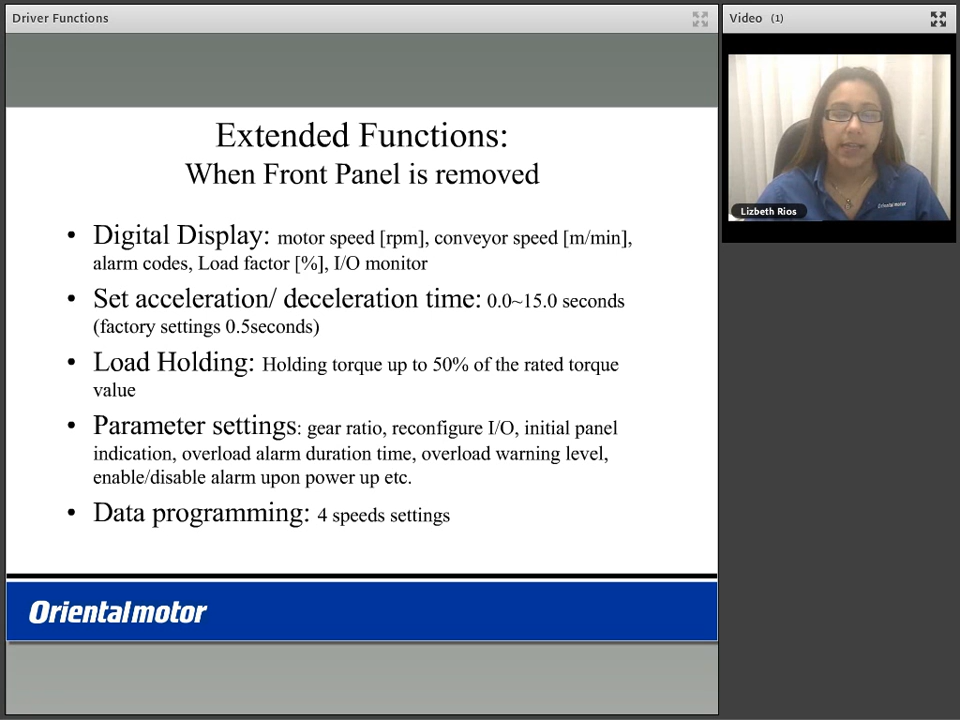 Driver Functions
Video (1)
Extended Functions:
When Front Panel is removed
• Digital Display: motor speed [rpm], conveyor speed [m/min],
alarm codes, Load factor [%], I/O monitor
• Set acceleration/ deceleration time: 0.0~15.0 seconds
(factory settings 0.5seconds)
• Load Holding: Holding torque up to 50% of the rated torque
value
• Parameter settings: gear ratio, reconfigure I/O, initial panel
indication, overload alarm duration time, overload warning level,
enable/disable alarm upon power up etc.
• Data programming: 4 speeds settings
Orientalmotor
Lizbeth Rios
Oriental Motor